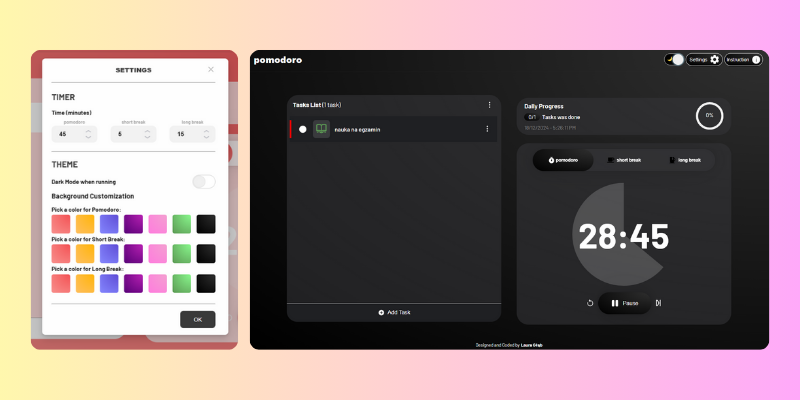 SETTINGS
TIMER
Time (minutes)
pomodoro short break long break
45 5 15
THEME
Dark Mode when running
Background Customization
Pick a color for Pomodoro:
Pick a color for Short Break:
Pick a color for Long Break:
OK
pomodoro
Settings Instruction
Tasks List (1 task)
nauka na egzamin
Add Task
Daily Progress
0/1 Tasks was done
0%
pomodoro short break long break
28:45
Pause
Designed and Coded by Laura